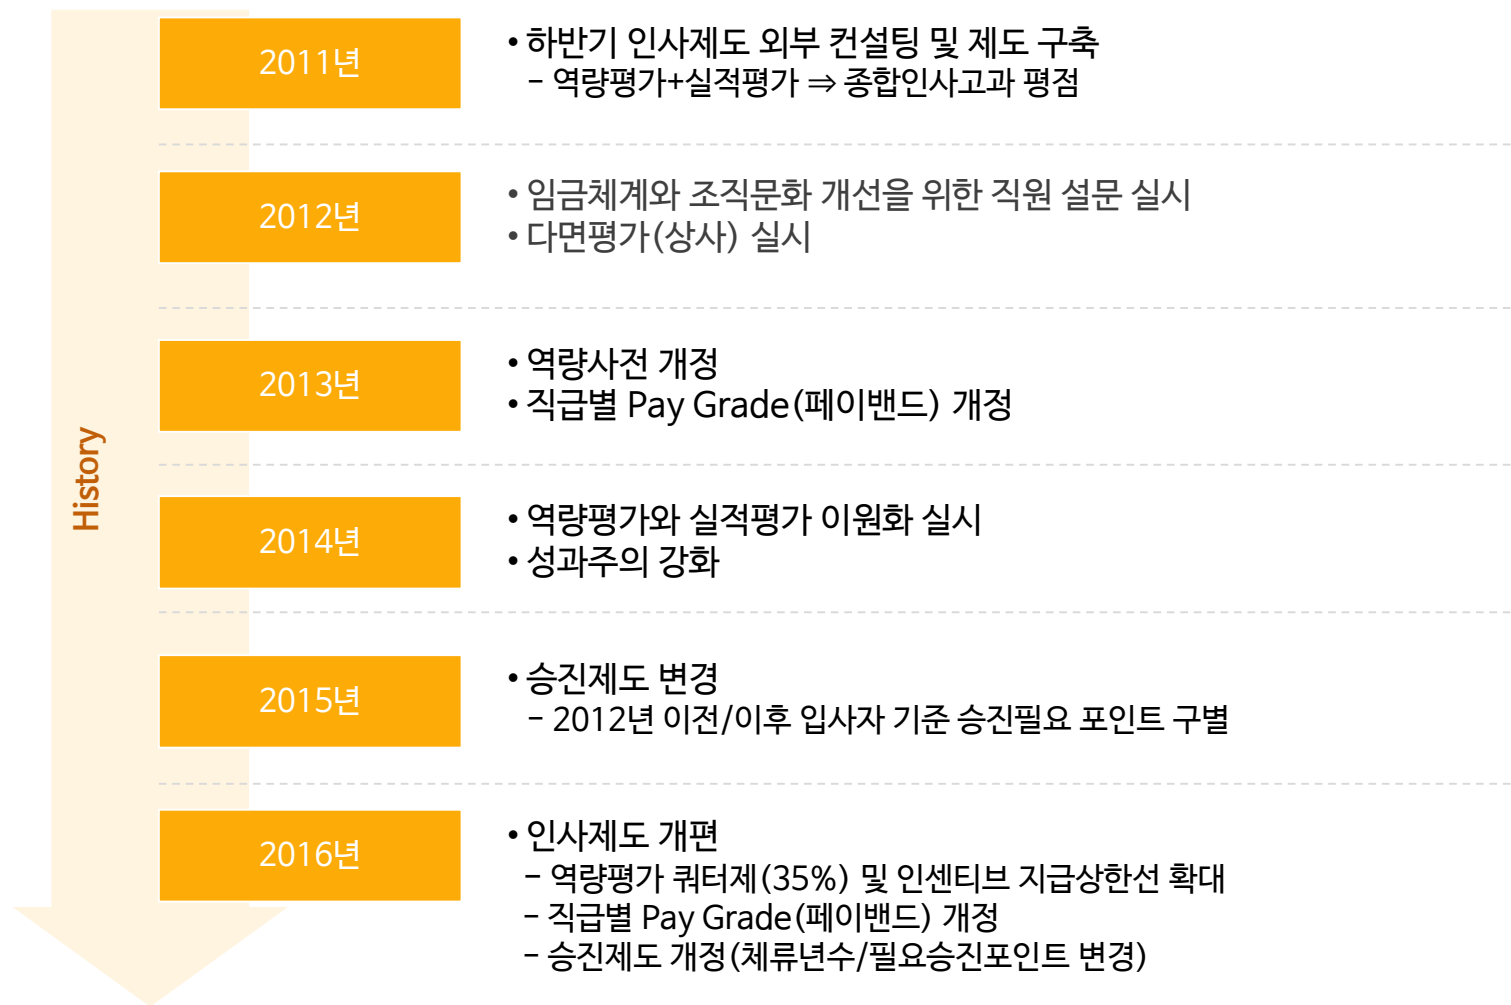 History
2011년
• 하반기 인사제도 외부 컨설팅 및 제도 구축
- 역량평가+실적평가 ⇒ 종합인사고과 평점
2012년
• 임금체계와 조직문화 개선을 위한 직원 설문 실시
• 다면평가(상사) 실시
2013년
• 역량사전 개정
• 직급별 Pay Grade(페이밴드) 개정
2014년
• 역량평가와 실적평가 이원화 실시
• 성과주의 강화
2015년
• 승진제도 변경
- 2012년 이전/이후 입사자 기준 승진필요 포인트 구별
2016년
• 인사제도 개편
- 역량평가 쿼터제(35%) 및 인센티브 지급상한선 확대
- 직급별 Pay Grade(페이밴드) 개정
- 승진제도 개정(체류년수/필요승진포인트 변경)